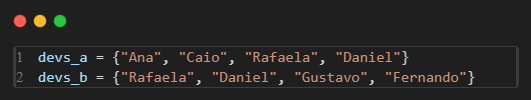 1 devs_a = {"Ana", "Caio", "Rafaela", "Daniel"}
2 devs_b = {"Rafaela", "Daniel", "Gustavo", "Fernando"}